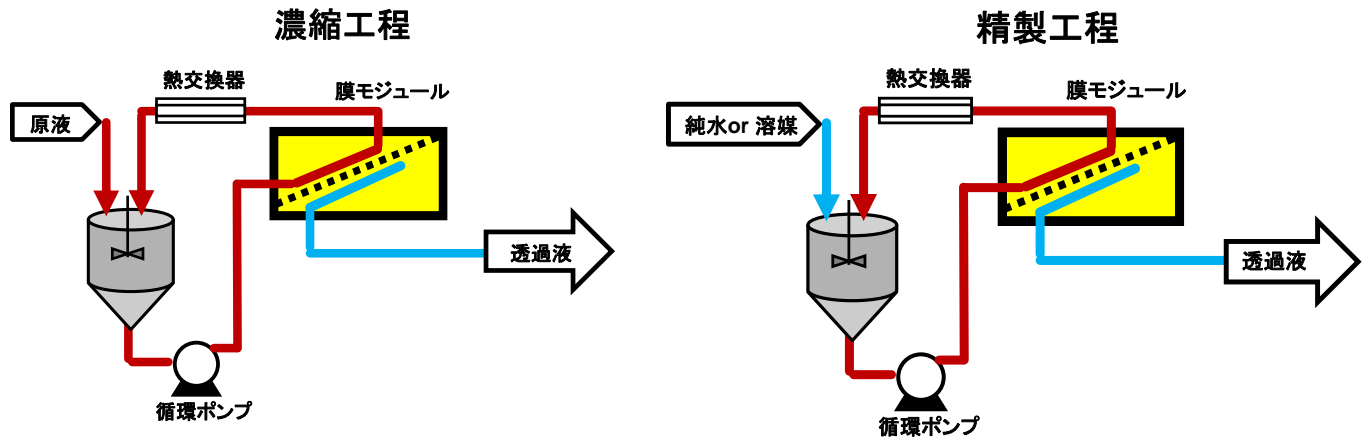 濃縮工程
熱交換器
膜モジュール
原液
透過液
循環ポンプ
精製工程
熱交換器
膜モジュール
純水or 溶媒
透過液
循環ポンプ